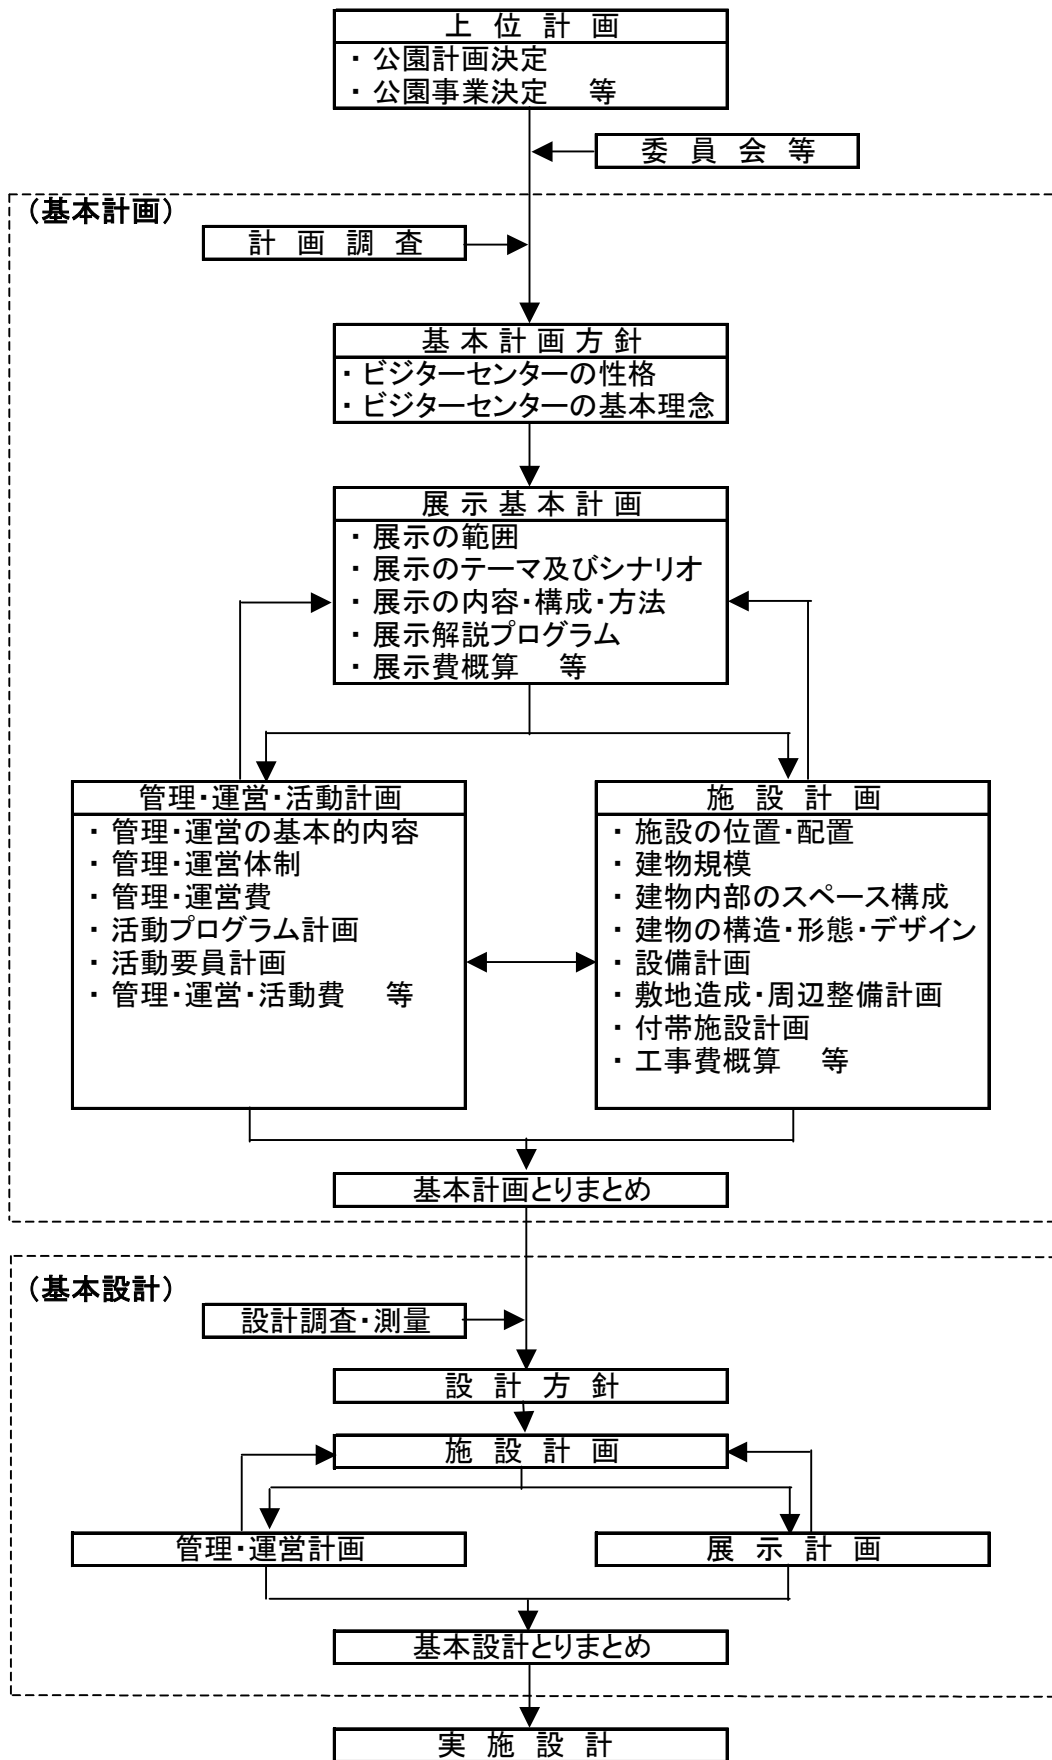 上位計画
・公園計画決定
・公園事業決定　等
委員会等
（基本計画）
計画調査
基本計画方針
・ビジターセンターの性格
・ビジターセンターの基本理念
展示基本計画
・展示の範囲
・展示のテーマ及びシナリオ
・展示の内容・構成・方法
・展示解説プログラム
・展示費概算　等
管理・運営・活動計画
・管理・運営の基本的内容
・管理・運営体制
・管理・運営費
・活動プログラム計画
・活動要員計画
・管理・運営・活動費　等
施設計画
・施設の位置・配置
・建物規模
・建物内部のスペース構成
・建物の構造・形態・デザイン
・設備計画
・敷地造成・周辺整備計画
・付帯施設計画
・工事費概算　等
基本計画とりまとめ
（基本設計）
設計調査・測量
設計方針
施設計画
管理・運営計画
展示計画
基本設計とりまとめ
実施設計